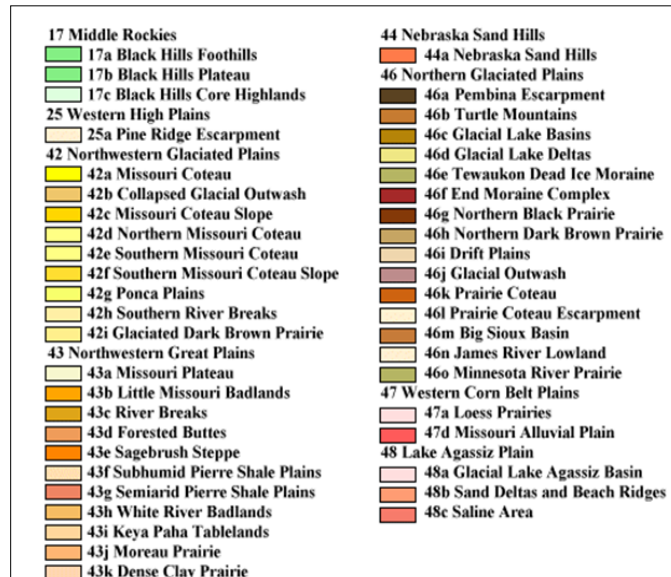 17 Middle Rockies
17a Black Hills Foothills
17b Black Hills Plateau
17c Black Hills Core Highlands
25 Western High Plains
25a Pine Ridge Escarpment
42 Northwestern Glaciated Plains
42a Missouri Coteau
42b Collapsed Glacial Outwash
42c Missouri Coteau Slope
42d Northern Missouri Coteau
42e Southern Missouri Coteau
42f Southern Missouri Coteau Slope
42g Ponca Plains
42h Southern River Breaks
42i Glaciated Dark Brown Prairie
43 Northwestern Great Plains
43a Missouri Plateau
43b Little Missouri Badlands
43c River Breaks
43d Forested Buttes
43e Sagebrush Steppe
43f Subhumid Pierre Shale Plains
43g Semiarid Pierre Shale Plains
43h White River Badlands
43i Keya Paha Tablelands
43j Moreau Prairie
43k Dense Clay Prairie
44 Nebraska Sand Hills
44a Nebraska Sand Hills
46 Northern Glaciated Plains
46a Pembina Escarpment
46b Turtle Mountains
46c Glacial Lake Basins
46d Glacial Lake Deltas
46e Tewaukon Dead Ice Moraine
46f End Moraine Complex
46g Northern Black Prairie
46h Northern Dark Brown Prairie
46i Drift Plains
46j Glacial Outwash
46k Prairie Coteau
46l Prairie Coteau Escarpment
46m Big Sioux Basin
46n James River Lowland
46o Minnesota River Prairie
47 Western Corn Belt Plains
47a Loess Prairies
47d Missouri Alluvial Plain
48 Lake Agassiz Plain
48a Glacial Lake Agassiz Basin
48b Sand Deltas and Beach Ridges
48c Saline Area